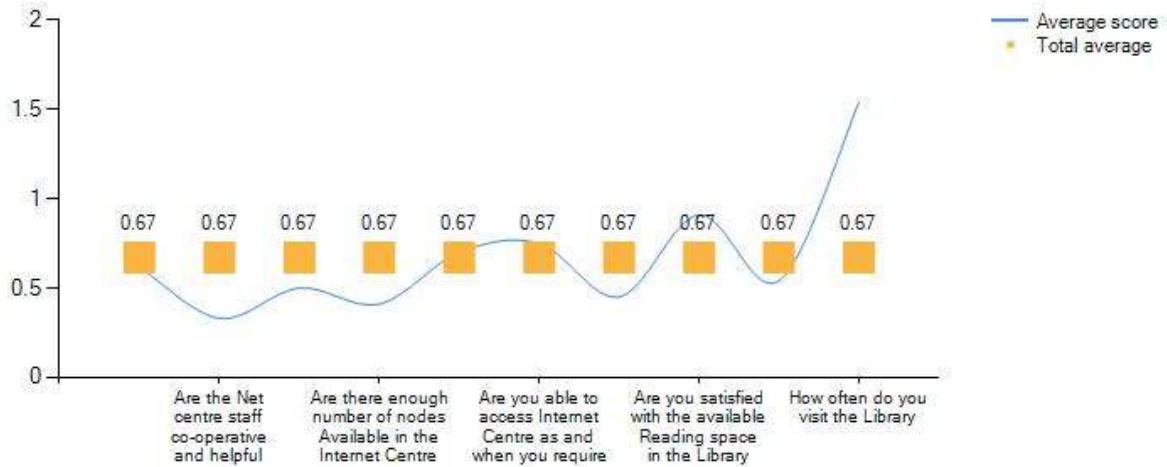 2
Average score
Total average
1.5
1
0.67 0.67 0.67 0.67 0.67 0.67 0.67 0.67 0.67 0.67
0.5
0
Are the Net
centre staff
co-operative
and helpful
Are there enough
number of nodes
Available in the
Internet Centre
Are you able to
access Internet
Centre as and
when you require
Are you satisfied
with the available
Reading space
in the Library
How often do you
visit the Library